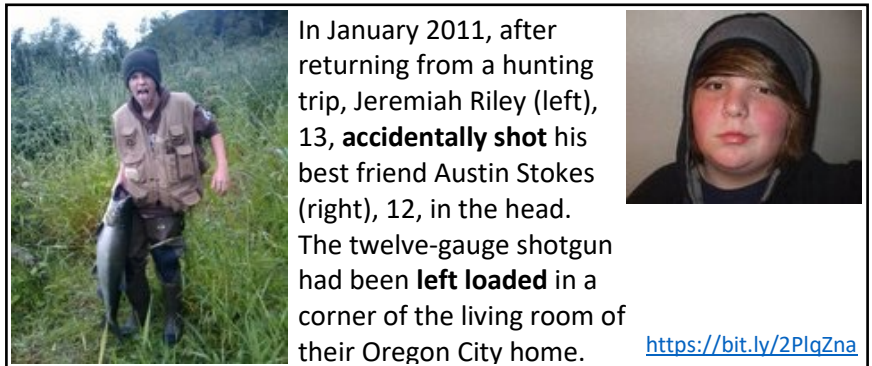 In January 2011, after
returning from a hunting
trip, Jeremiah Riley (left),
13, accidentally shot his
best friend Austin Stokes
(right), 12, in the head.
The twelve-gauge shotgun
had been left loaded in a
corner of the living room of
their Oregon City home.
https://bit.ly/2PlqZna